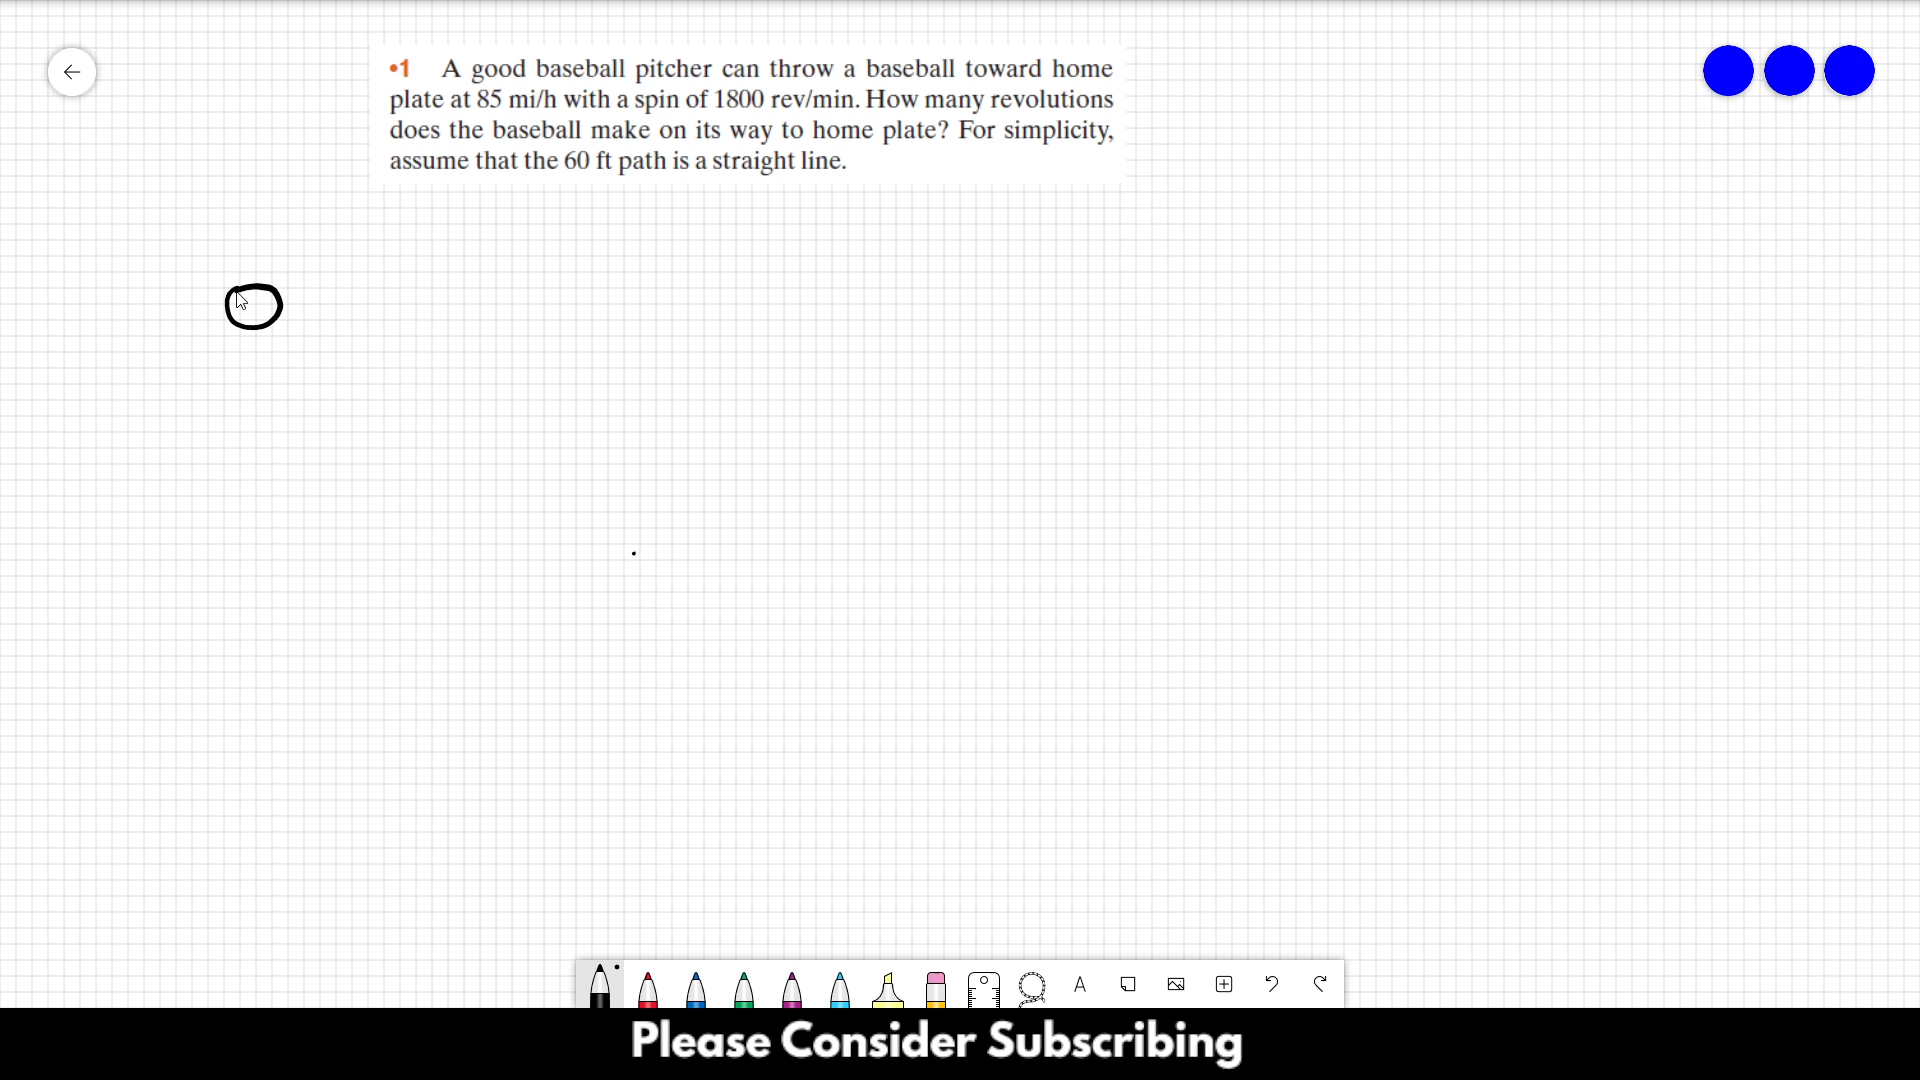 •1 A good baseball pitcher can throw a baseball toward home
plate at 85 mi/h with a spin of 1800 rev/min. How many revolutions
does the baseball make on its way to home plate? For simplicity,
assume that the 60 ft path is a straight line.
A
Please Consider Subscribing